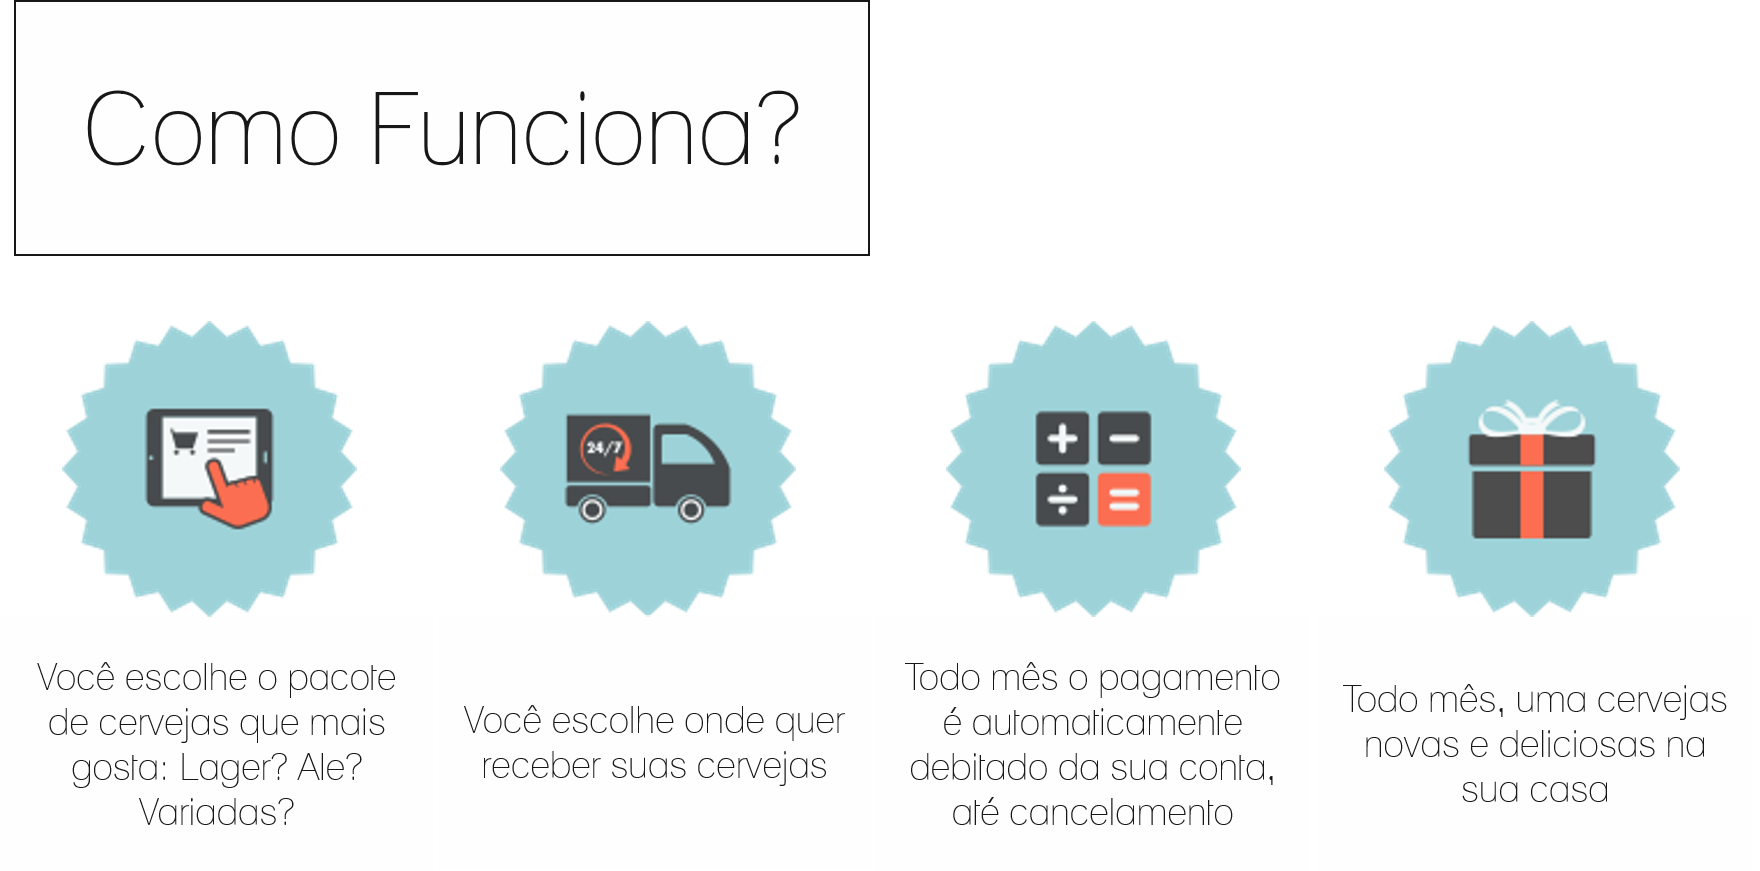 Como Funciona?
24/7
Você escolhe o pacote
de cervejas que mais
gosta: Lager? Ale?
Variadas?
Você escolhe onde quer
receber suas cervejas
Todo mês o pagamento
é automaticamente
debitado da sua conta,
até cancelamento
Todo mês, uma cervejas
novas e deliciosas na
sua casa